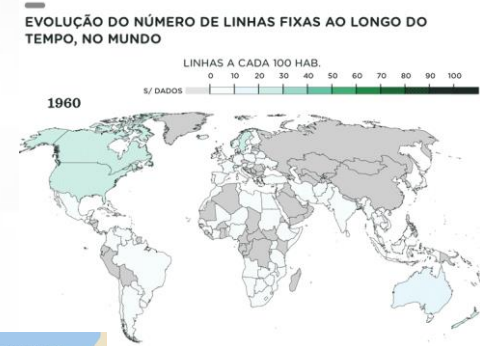 EVOLUÇÃO DO NÚMERO DE LINHAS FIXAS AO LONGO DO
TEMPO, NO MUNDO
LINHAS A CADA 100 HAB.
S/ DADOS 0 10 20 30 40 50 60 70 80 90 100
1960